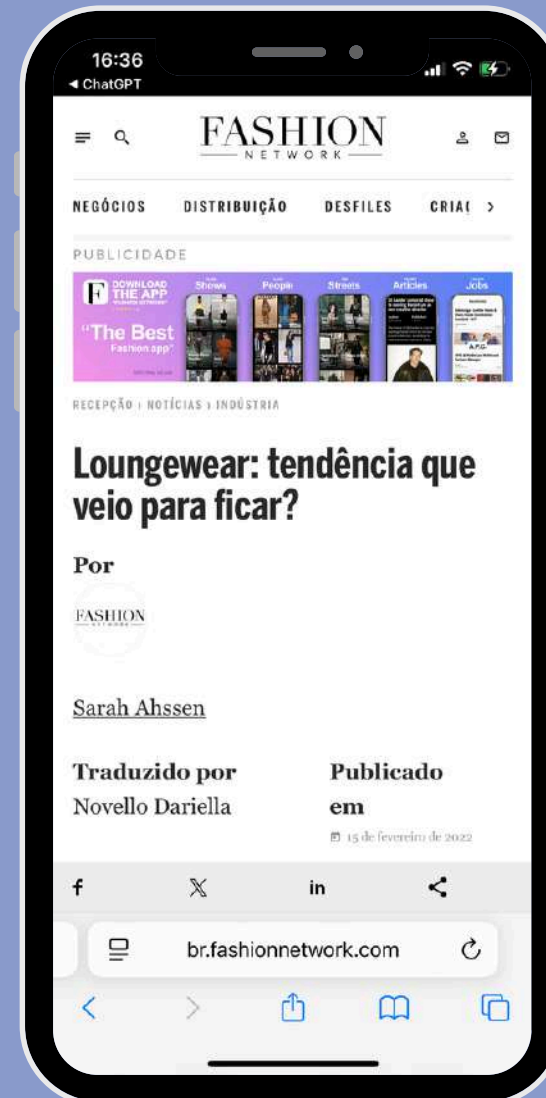 16:36
◀ ChatGPT
FASHION
NETWORK
NEGÓCIOS DISTRIBUIÇÃO DESFILES CRIAÇ
PUBLICIDADE
F DOWNLOAD
THE APP
"The Best
Fashion app"
Shows People Streets Articles Jobs
RECEPÇÃO › NOTÍCIAS › INDÚSTRIA
Loungewear: tendência que
veio para ficar?
Por
FASHION
NETWORK
Sarah Ahssen
Traduzido por
Novello Dariella
Publicado
em
15 de fevereiro de 2022
f X in
br.fashionnetwork.com